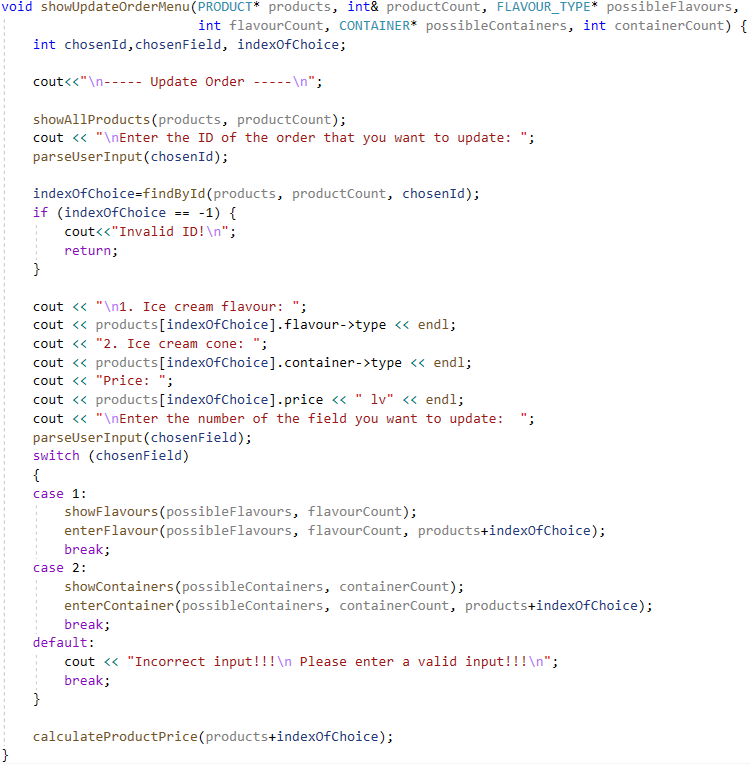 void showUpdateOrderMenu(PRODUCT* products, int& productCount, FLAVOUR_TYPE* possibleFlavours,
                         int flavourCount, CONTAINER* possibleContainers, int containerCount) {
    int chosenId,chosenField, indexOfChoice;

    cout<<"\n----- Update Order -----\n";

    showAllProducts(products, productCount);
    cout << "\nEnter the ID of the order that you want to update: ";
    parseUserInput(chosenId);

    indexOfChoice=findById(products, productCount, chosenId);
    if (indexOfChoice == -1) {
        cout<<"Invalid ID!\n";
        return;
    }

    cout << "\n1. Ice cream flavour: ";
    cout << products[indexOfChoice].flavour->type << endl;
    cout << "2. Ice cream cone: ";
    cout << products[indexOfChoice].container->type << endl;
    cout << "Price: ";
    cout << products[indexOfChoice].price << " lv" << endl;
    cout << "\nEnter the number of the field you want to update:  ";
    parseUserInput(chosenField);
    switch (chosenField)
    {
    case 1:
        showFlavours(possibleFlavours, flavourCount);
        enterFlavour(possibleFlavours, flavourCount, products+indexOfChoice);
        break;
    case 2:
        showContainers(possibleContainers, containerCount);
        enterContainer(possibleContainers, containerCount, products+indexOfChoice);
        break;
    default:
        cout << "Incorrect input!!!\n Please enter a valid input!!!\n";
        break;
    }

    calculateProductPrice(products+indexOfChoice);
}